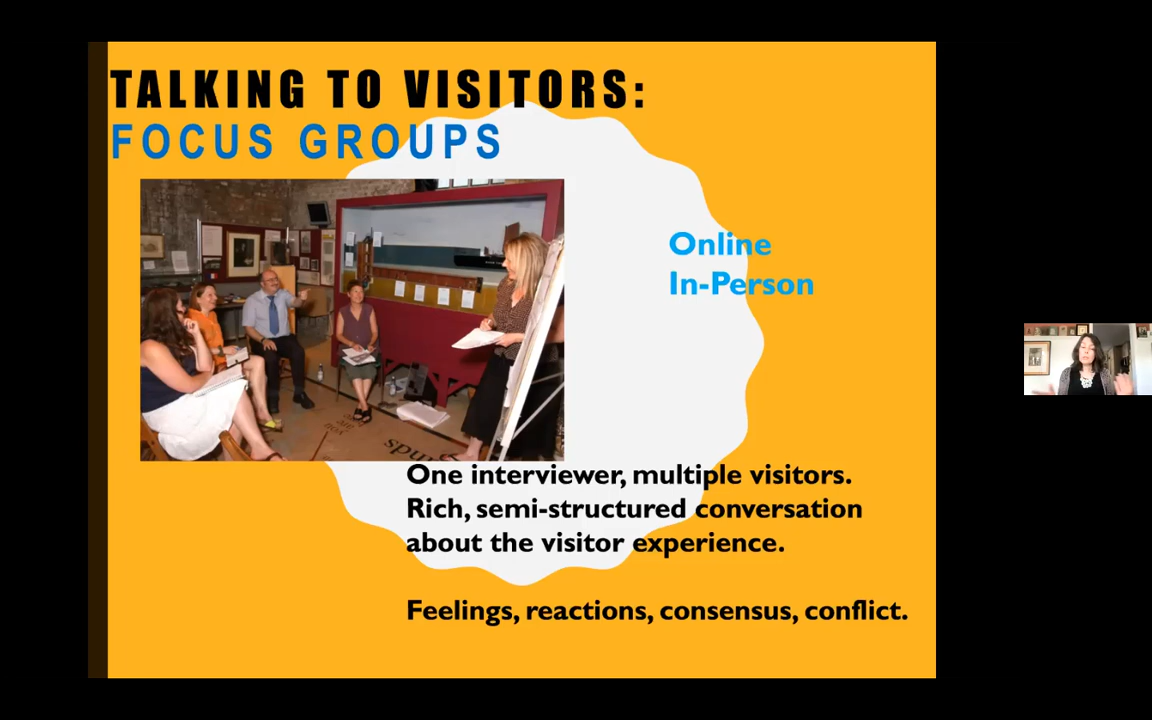 TALKING TO VISITORS:
FOCUS GROUPS
Online
In-Person
One interviewer, multiple visitors.
Rich, semi-structured conversation
about the visitor experience.
Feelings, reactions, consensus, conflict.